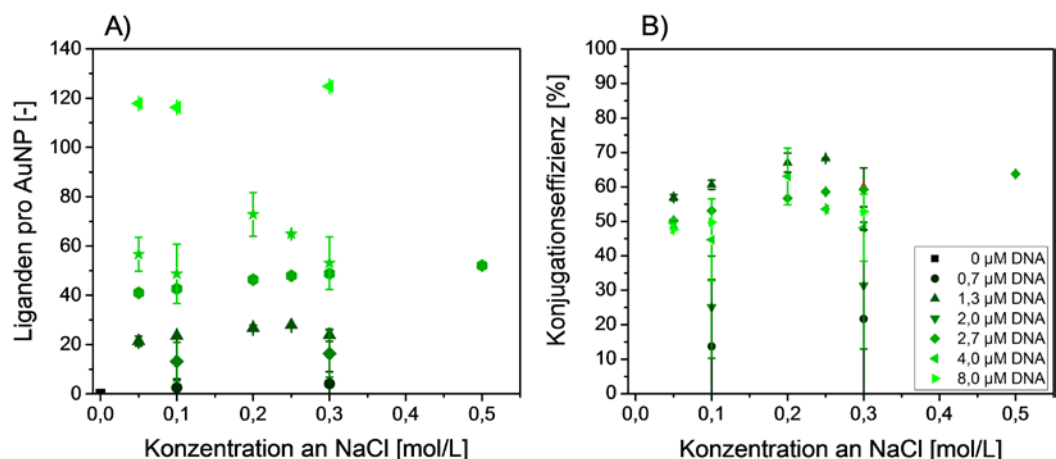 A)
Liganden pro AuNP [-]
140
120
100
80
60
40
20
0
0,0 0,1 0,2 0,3 0,4 0,5
Konzentration an NaCl [mol/L]
B)
Konjugationseffizienz [%]
100
90
80
70
60
50
40
30
20
10
0
0,0 0,1 0,2 0,3 0,4 0,5
Konzentration an NaCl [mol/L]
0 µM DNA
0,7 µM DNA
1,3 µM DNA
2,0 µM DNA
2,7 µM DNA
4,0 µM DNA
8,0 µM DNA